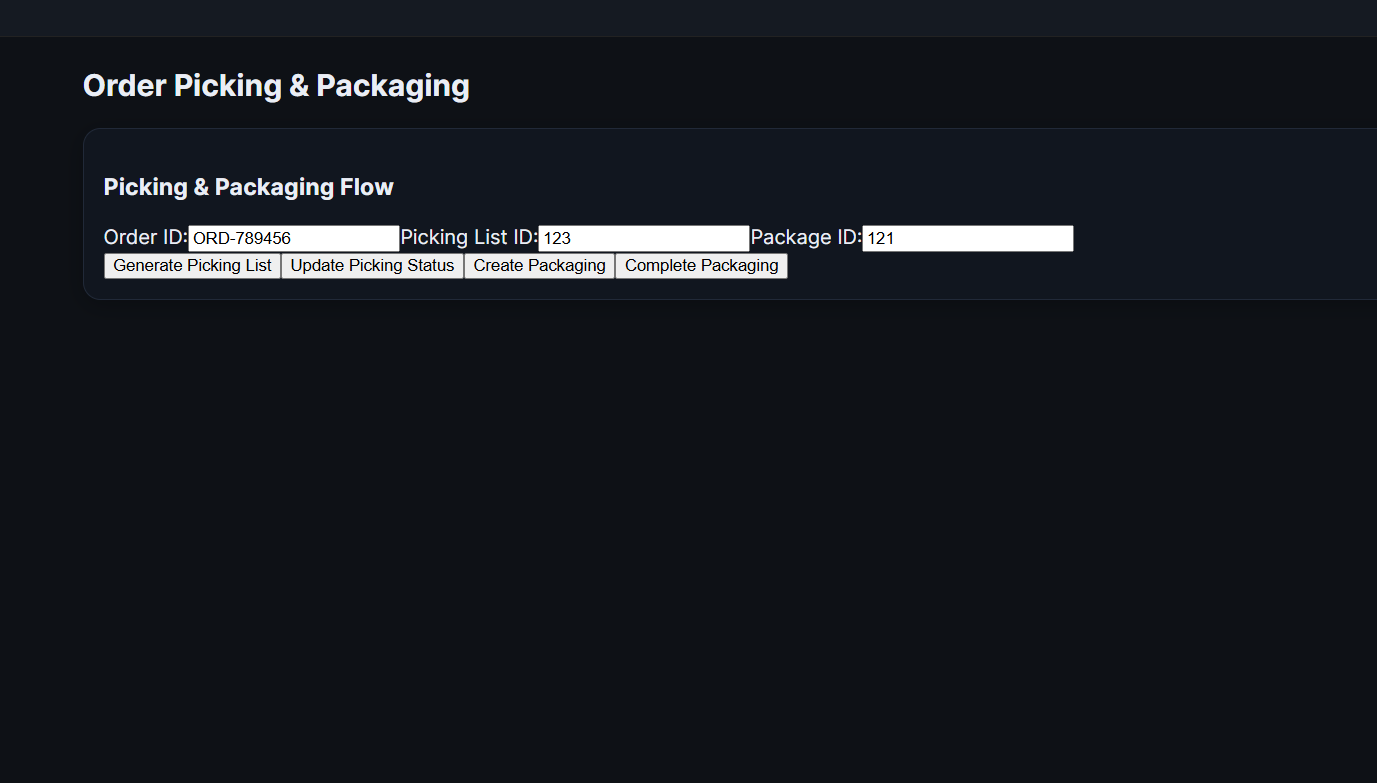 Order Picking & Packaging
Picking & Packaging Flow
Order ID: ORD-789456 Picking List ID: 123 Package ID: 121
Generate Picking List Update Picking Status Create Packaging Complete Packaging